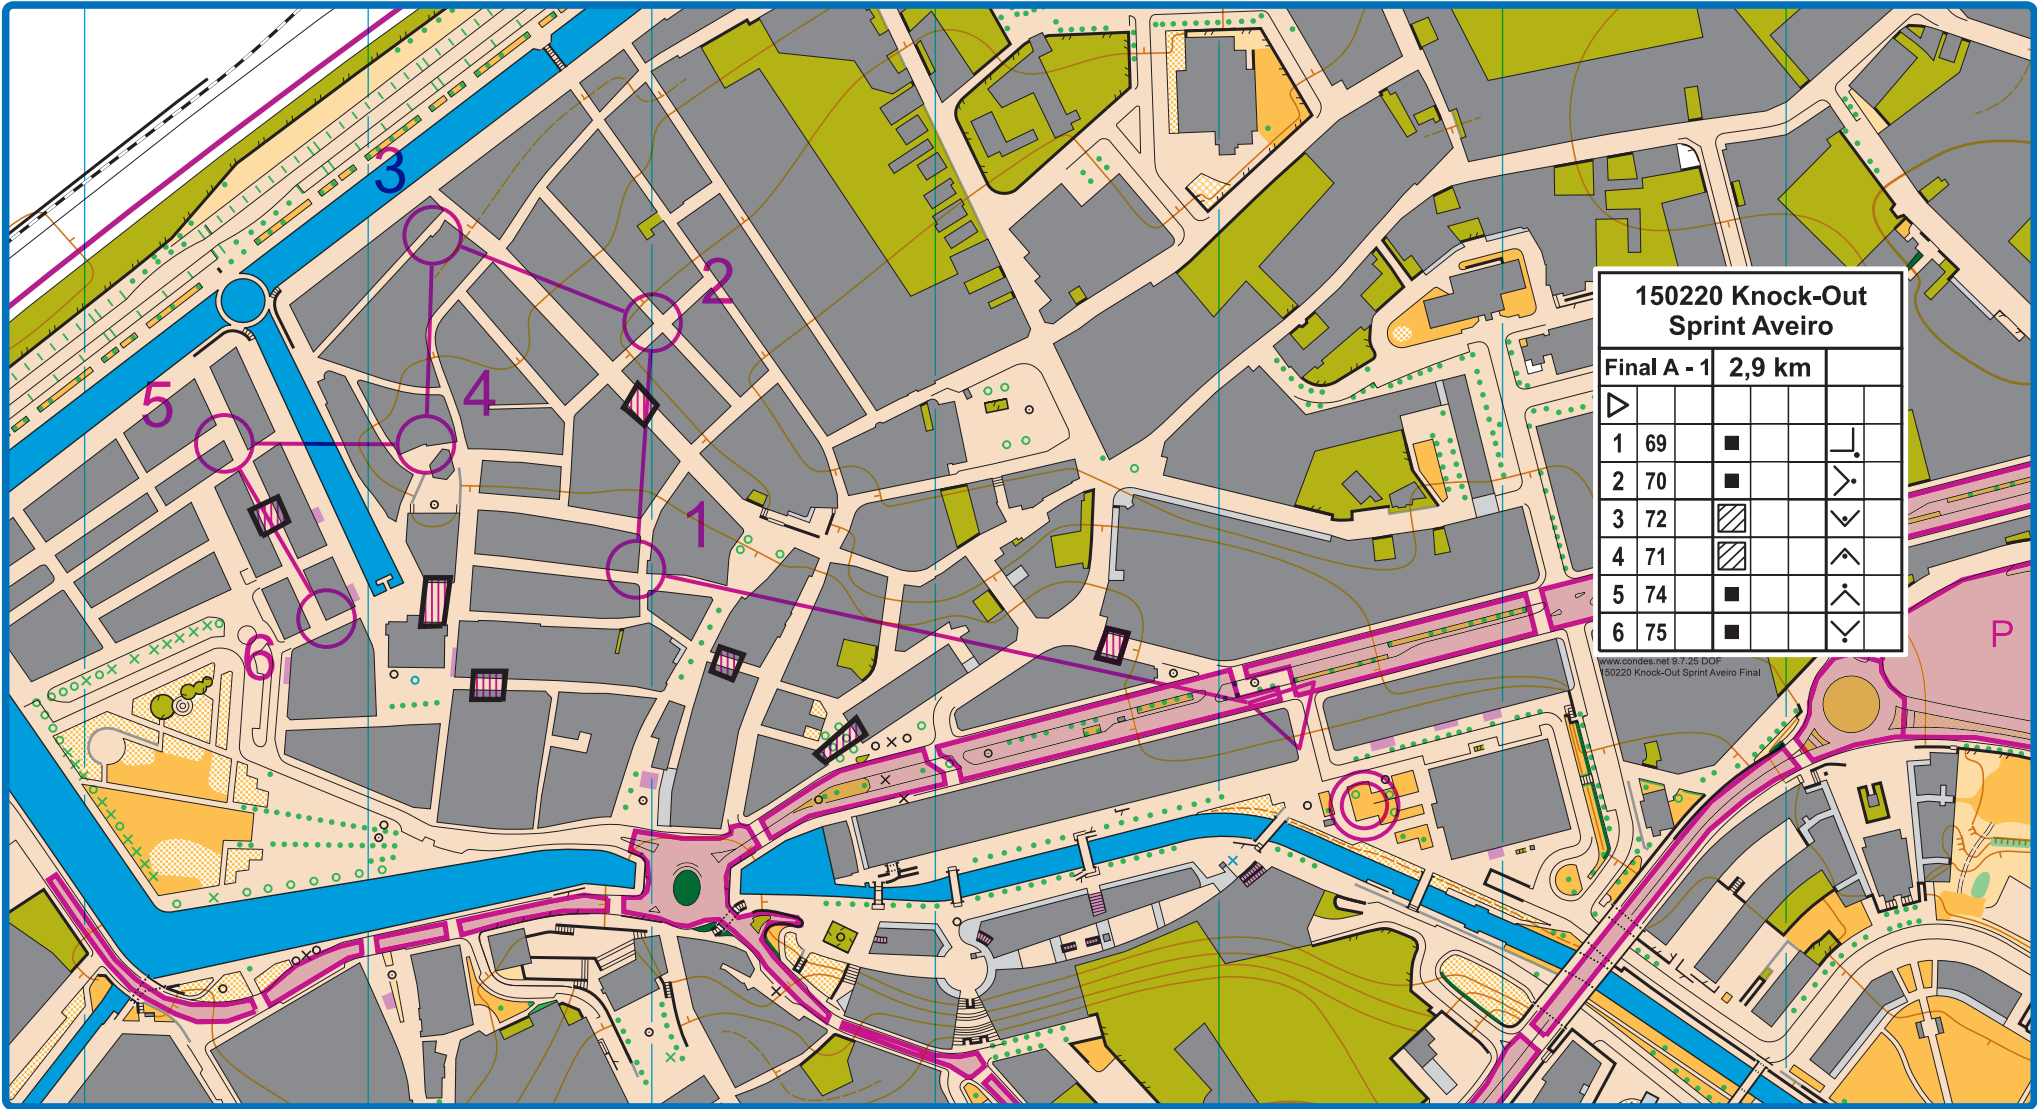 3
2
4
5
1
6
150220 Knock-Out
Sprint Aveiro
Final A - 1 2,9 km
1 69
2 70
3 72
4 71
5 74
6 75
www.condes.net 9.7.25 DOF
150220 Knock-Out Sprint Aveiro Final
P